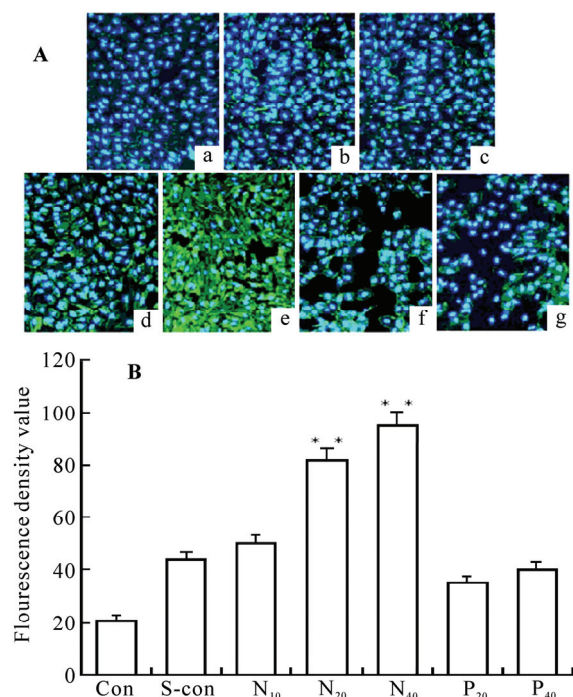 A
a b c
d e f g
B
Flourescence density value
120
100
80
60
40
20
0
* *
* *
Con S-con N₁₀ N₂₀ N₄₀ P₂₀ P₄₀